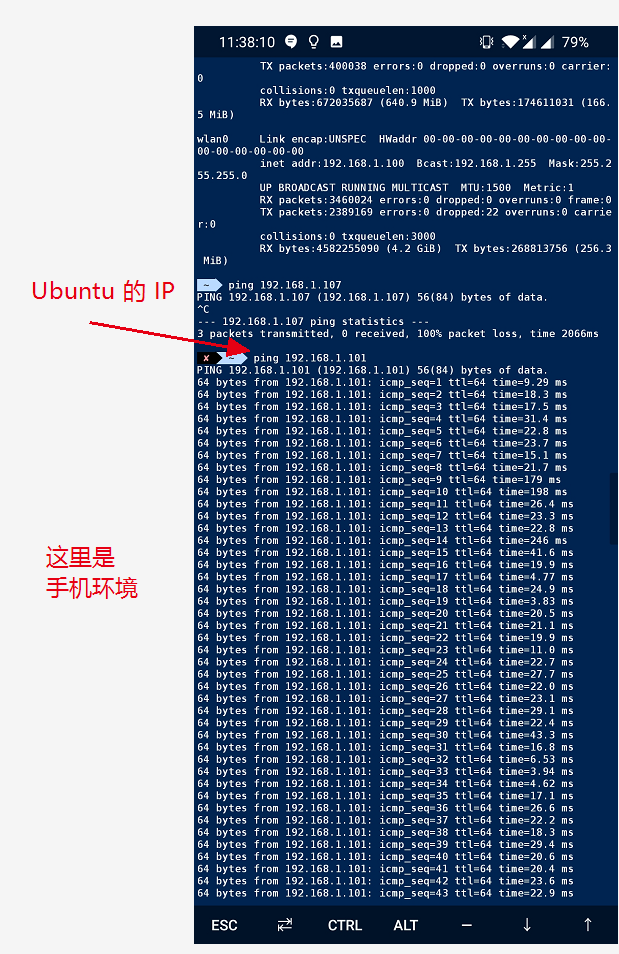 11:38:10 79%
TX packets:400038 errors:0 dropped:0 overruns:0 carrier:
0
collisions:0 txqueuelen:1000
RX bytes:672035687 (640.9 MiB)  TX bytes:174611031 (166.
5 MiB)
wlan0     Link encap:UNSPEC  HWaddr 00-00-00-00-00-00-00-00-00-00-
00-00-00-00-00-00
inet addr:192.168.1.100  Bcast:192.168.1.255  Mask:255.2
55.255.0
UP BROADCAST RUNNING MULTICAST  MTU:1500  Metric:1
RX packets:3460024 errors:0 dropped:0 overruns:0 frame:0
TX packets:2389169 errors:0 dropped:22 overruns:0 carrie
r:0
collisions:0 txqueuelen:3000
RX bytes:4582255090 (4.2 GiB)  TX bytes:268813756 (256.3
MiB)
~ ping 192.168.1.107
PING 192.168.1.107 (192.168.1.107) 56(84) bytes of data.
^C
--- 192.168.1.107 ping statistics ---
3 packets transmitted, 0 received, 100% packet loss, time 2066ms
Ubuntu 的 IP
✘ ~ ping 192.168.1.101
PING 192.168.1.101 (192.168.1.101) 56(84) bytes of data.
64 bytes from 192.168.1.101: icmp_seq=1 ttl=64 time=9.29 ms
64 bytes from 192.168.1.101: icmp_seq=2 ttl=64 time=18.3 ms
64 bytes from 192.168.1.101: icmp_seq=3 ttl=64 time=17.5 ms
64 bytes from 192.168.1.101: icmp_seq=4 ttl=64 time=31.4 ms
64 bytes from 192.168.1.101: icmp_seq=5 ttl=64 time=22.8 ms
64 bytes from 192.168.1.101: icmp_seq=6 ttl=64 time=23.7 ms
64 bytes from 192.168.1.101: icmp_seq=7 ttl=64 time=15.1 ms
64 bytes from 192.168.1.101: icmp_seq=8 ttl=64 time=21.7 ms
64 bytes from 192.168.1.101: icmp_seq=9 ttl=64 time=179 ms
64 bytes from 192.168.1.101: icmp_seq=10 ttl=64 time=198 ms
64 bytes from 192.168.1.101: icmp_seq=11 ttl=64 time=26.4 ms
64 bytes from 192.168.1.101: icmp_seq=12 ttl=64 time=23.3 ms
64 bytes from 192.168.1.101: icmp_seq=13 ttl=64 time=22.8 ms
64 bytes from 192.168.1.101: icmp_seq=14 ttl=64 time=246 ms
64 bytes from 192.168.1.101: icmp_seq=15 ttl=64 time=41.6 ms
64 bytes from 192.168.1.101: icmp_seq=16 ttl=64 time=19.9 ms
64 bytes from 192.168.1.101: icmp_seq=17 ttl=64 time=4.77 ms
64 bytes from 192.168.1.101: icmp_seq=18 ttl=64 time=24.9 ms
64 bytes from 192.168.1.101: icmp_seq=19 ttl=64 time=3.83 ms
64 bytes from 192.168.1.101: icmp_seq=20 ttl=64 time=20.5 ms
64 bytes from 192.168.1.101: icmp_seq=21 ttl=64 time=21.1 ms
64 bytes from 192.168.1.101: icmp_seq=22 ttl=64 time=19.9 ms
64 bytes from 192.168.1.101: icmp_seq=23 ttl=64 time=11.0 ms
64 bytes from 192.168.1.101: icmp_seq=24 ttl=64 time=22.7 ms
64 bytes from 192.168.1.101: icmp_seq=25 ttl=64 time=27.7 ms
64 bytes from 192.168.1.101: icmp_seq=26 ttl=64 time=22.0 ms
64 bytes from 192.168.1.101: icmp_seq=27 ttl=64 time=23.1 ms
64 bytes from 192.168.1.101: icmp_seq=28 ttl=64 time=29.1 ms
64 bytes from 192.168.1.101: icmp_seq=29 ttl=64 time=22.4 ms
64 bytes from 192.168.1.101: icmp_seq=30 ttl=64 time=43.3 ms
64 bytes from 192.168.1.101: icmp_seq=31 ttl=64 time=16.8 ms
64 bytes from 192.168.1.101: icmp_seq=32 ttl=64 time=6.53 ms
64 bytes from 192.168.1.101: icmp_seq=33 ttl=64 time=3.94 ms
64 bytes from 192.168.1.101: icmp_seq=34 ttl=64 time=4.62 ms
64 bytes from 192.168.1.101: icmp_seq=35 ttl=64 time=17.1 ms
64 bytes from 192.168.1.101: icmp_seq=36 ttl=64 time=26.6 ms
64 bytes from 192.168.1.101: icmp_seq=37 ttl=64 time=22.2 ms
64 bytes from 192.168.1.101: icmp_seq=38 ttl=64 time=18.3 ms
64 bytes from 192.168.1.101: icmp_seq=39 ttl=64 time=29.4 ms
64 bytes from 192.168.1.101: icmp_seq=40 ttl=64 time=20.6 ms
64 bytes from 192.168.1.101: icmp_seq=41 ttl=64 time=20.4 ms
64 bytes from 192.168.1.101: icmp_seq=42 ttl=64 time=23.6 ms
64 bytes from 192.168.1.101: icmp_seq=43 ttl=64 time=22.9 ms
这里是
手机环境
ESC ⇄ CTRL ALT – ↓ ↑